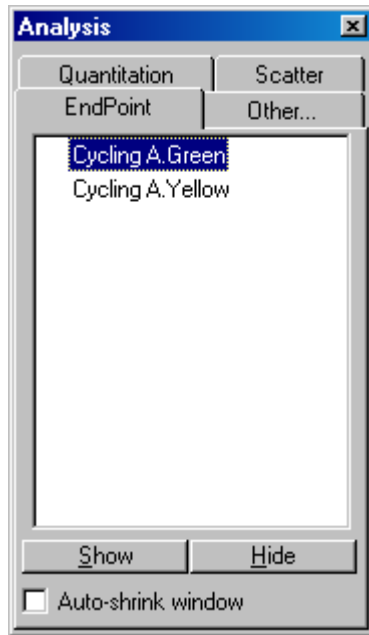 Analysis
Quantitation Scatter
EndPoint Other...
Cycling A.Green
Cycling A.Yellow
Show Hide
Auto-shrink window